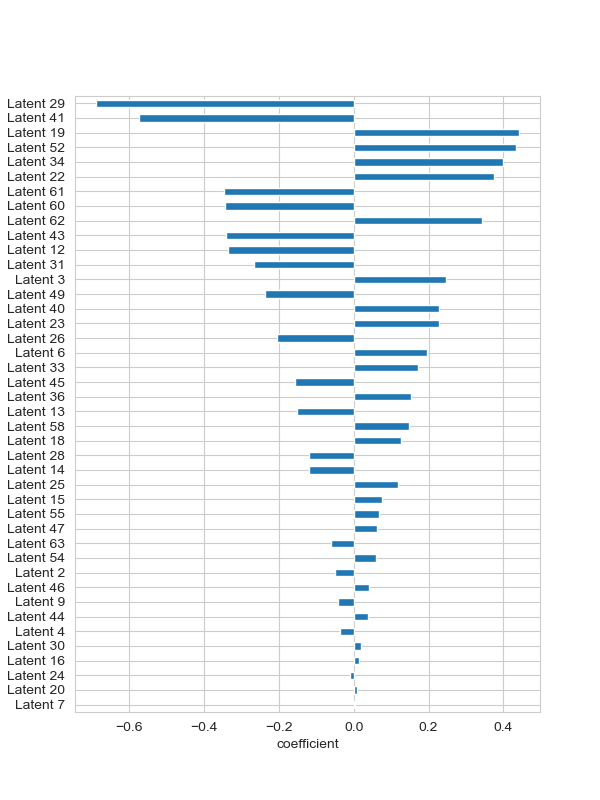 Latent 29
Latent 41
Latent 19
Latent 52
Latent 34
Latent 22
Latent 61
Latent 60
Latent 62
Latent 43
Latent 12
Latent 31
Latent 3
Latent 49
Latent 40
Latent 23
Latent 26
Latent 6
Latent 33
Latent 45
Latent 36
Latent 13
Latent 58
Latent 18
Latent 28
Latent 14
Latent 25
Latent 15
Latent 55
Latent 47
Latent 63
Latent 54
Latent 2
Latent 46
Latent 9
Latent 44
Latent 4
Latent 30
Latent 16
Latent 24
Latent 20
Latent 7
−0.6 −0.4 −0.2 0.0 0.2 0.4
coefficient